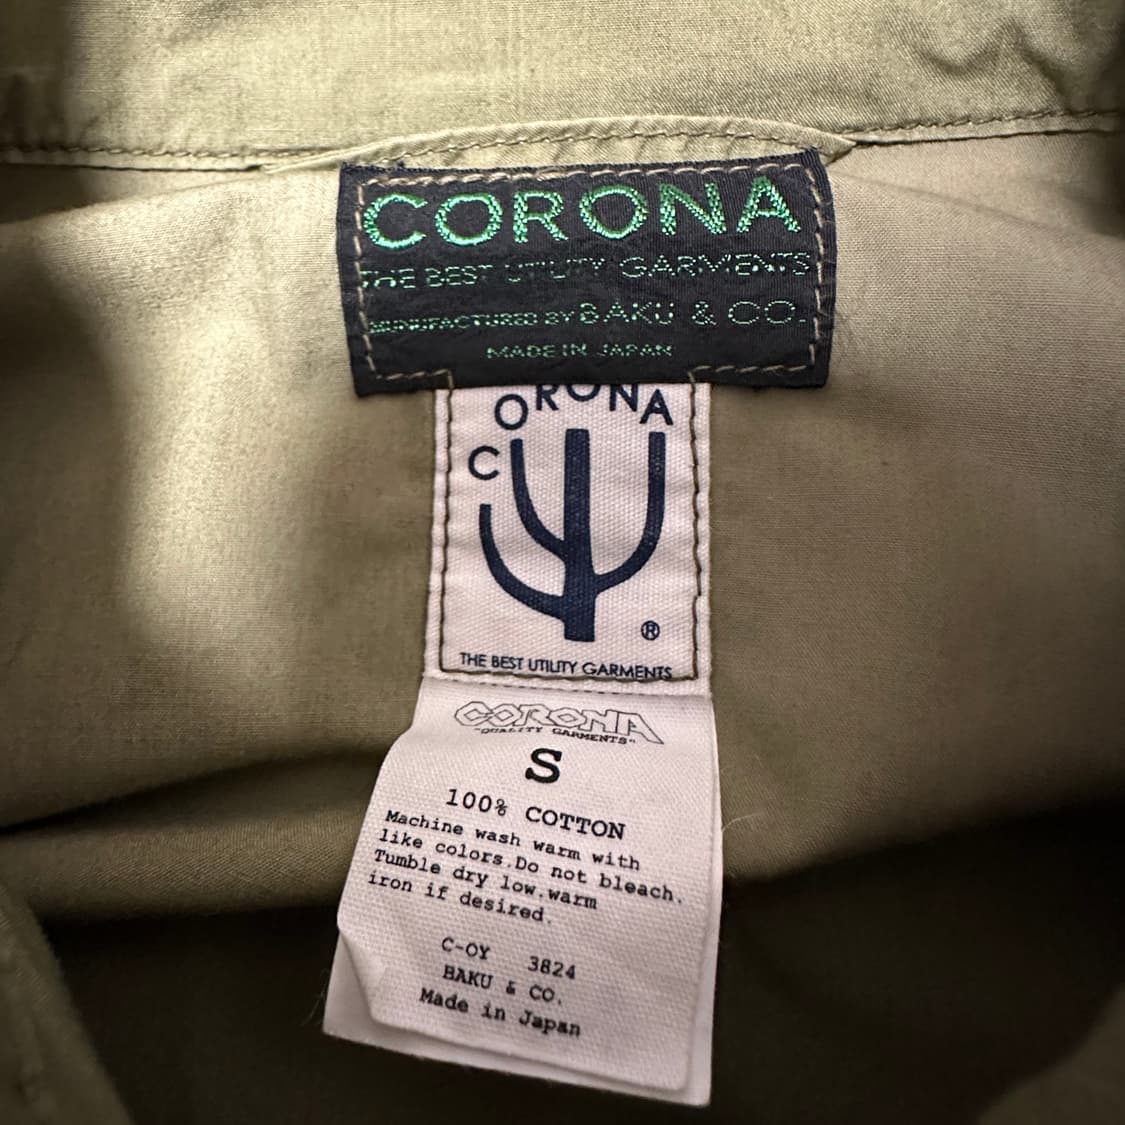 CORONA
THE BEST UTILITY GARMENTS
MUNUFACTURED BY BAKU & CO.
MADE IN JAPAN
CORONA
®
THE BEST UTILITY GARMENTS
CORONA
"QUALITY GARMENTS"
S
100% COTTON
Machine wash warm with
like colors.Do not bleach.
Tumble dry low.warm
iron if desired.
C-OY 3824
BAKU & CO.
Made in Japan